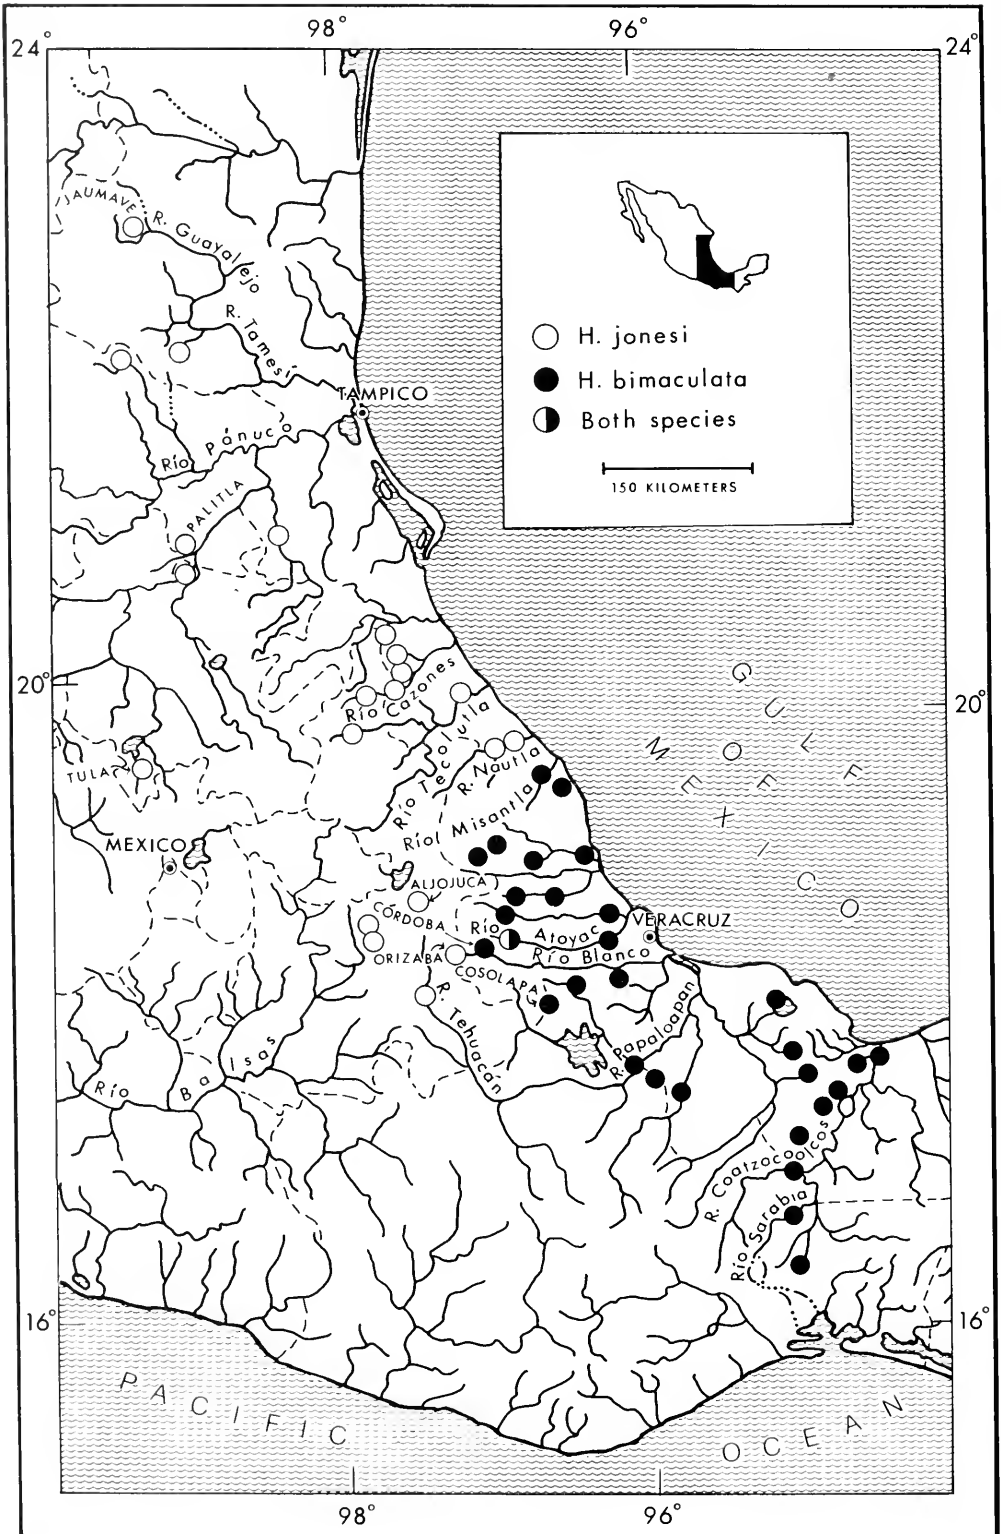 98°
96°
24°
24°
JAUMAVE
R. Guayalejo
R. Tamesí
H. jonesi
H. bimaculata
Both species
150 KILOMETERS
TAMPICO
Río Pánuco
PALITLA
20°
20°
Río Cazones
Río Tecolutla
R. Nautla
GULF
OF
MEXICO
TULA
Río Misantla
MEXICO
ALJOJUCA
CÓRDOBA
Río Atoyac
VERACRUZ
ORIZABA
Río Blanco
COSOLAPA
R. Tehuacán
R. Papaloapan
Río Balsas
R. Coatzacoalcos
Río Sarabia
16°
16°
PACIFIC
OCEAN
98°
96°